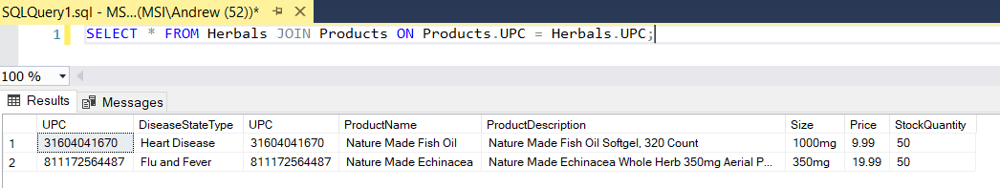 SQLQuery1.sql - MS...(MSI\Andrew (52))*
1 SELECT * FROM Herbals JOIN Products ON Products.UPC = Herbals.UPC;
100 %
Results Messages
UPC DiseaseStateType UPC ProductName ProductDescription Size Price StockQuantity
1 31604041670 Heart Disease 31604041670 Nature Made Fish Oil Nature Made Fish Oil Softgel, 320 Count 1000mg 9.99 50
2 811172564487 Flu and Fever 811172564487 Nature Made Echinacea Nature Made Echinacea Whole Herb 350mg Aerial P... 350mg 19.99 50